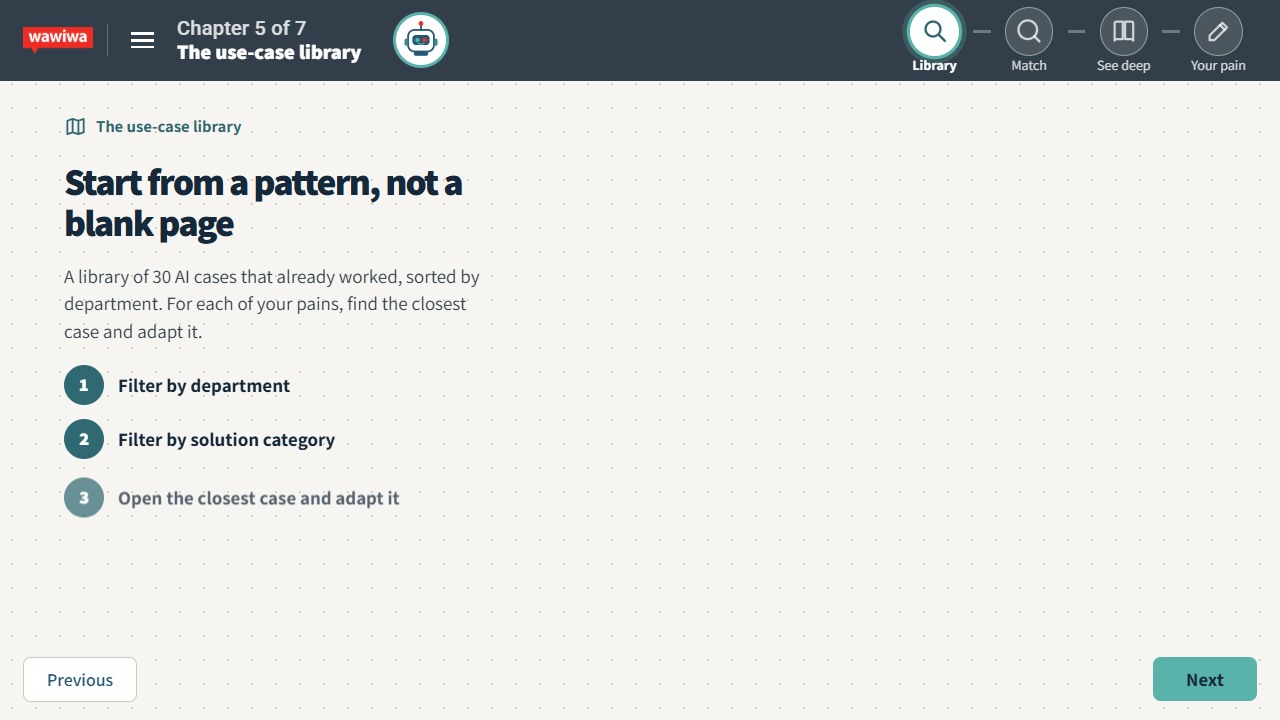 wawiwa
Chapter 5 of 7
The use-case library
Library
Match
See deep
Your pain
The use-case library
Start from a pattern, not a
blank page
A library of 30 AI cases that already worked, sorted by
department. For each of your pains, find the closest
case and adapt it.
1 Filter by department
2 Filter by solution category
3 Open the closest case and adapt it
Previous
Next